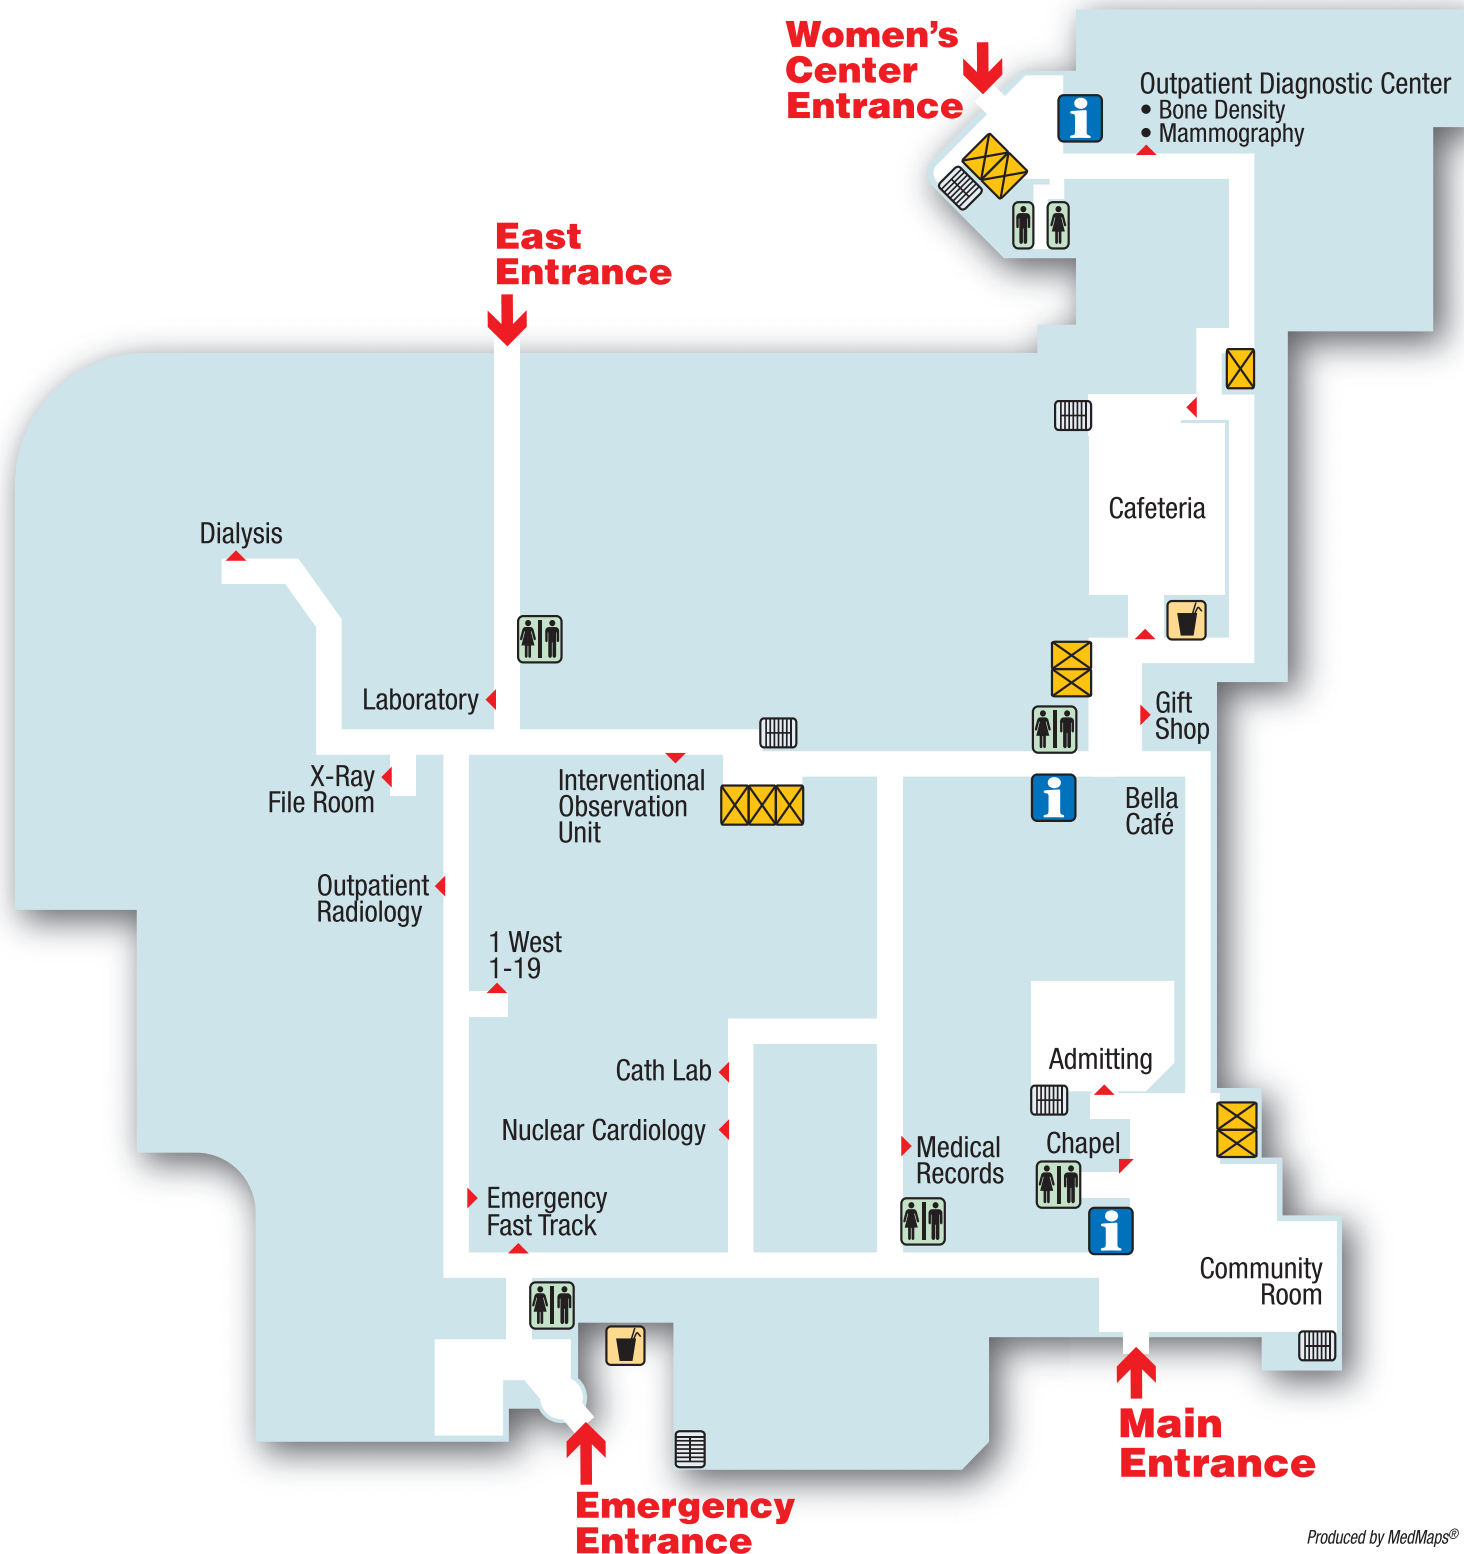 Women's
Center
Entrance
Outpatient Diagnostic Center
• Bone Density
• Mammography
East
Entrance
Cafeteria
Dialysis
Laboratory
Gift
Shop
X-Ray
File Room
Interventional
Observation
Unit
Bella
Café
Outpatient
Radiology
1 West
1-19
Cath Lab
Admitting
Nuclear Cardiology
Chapel
Medical
Records
Emergency
Fast Track
Community
Room
Main
Entrance
Emergency
Entrance
Produced by MedMaps®